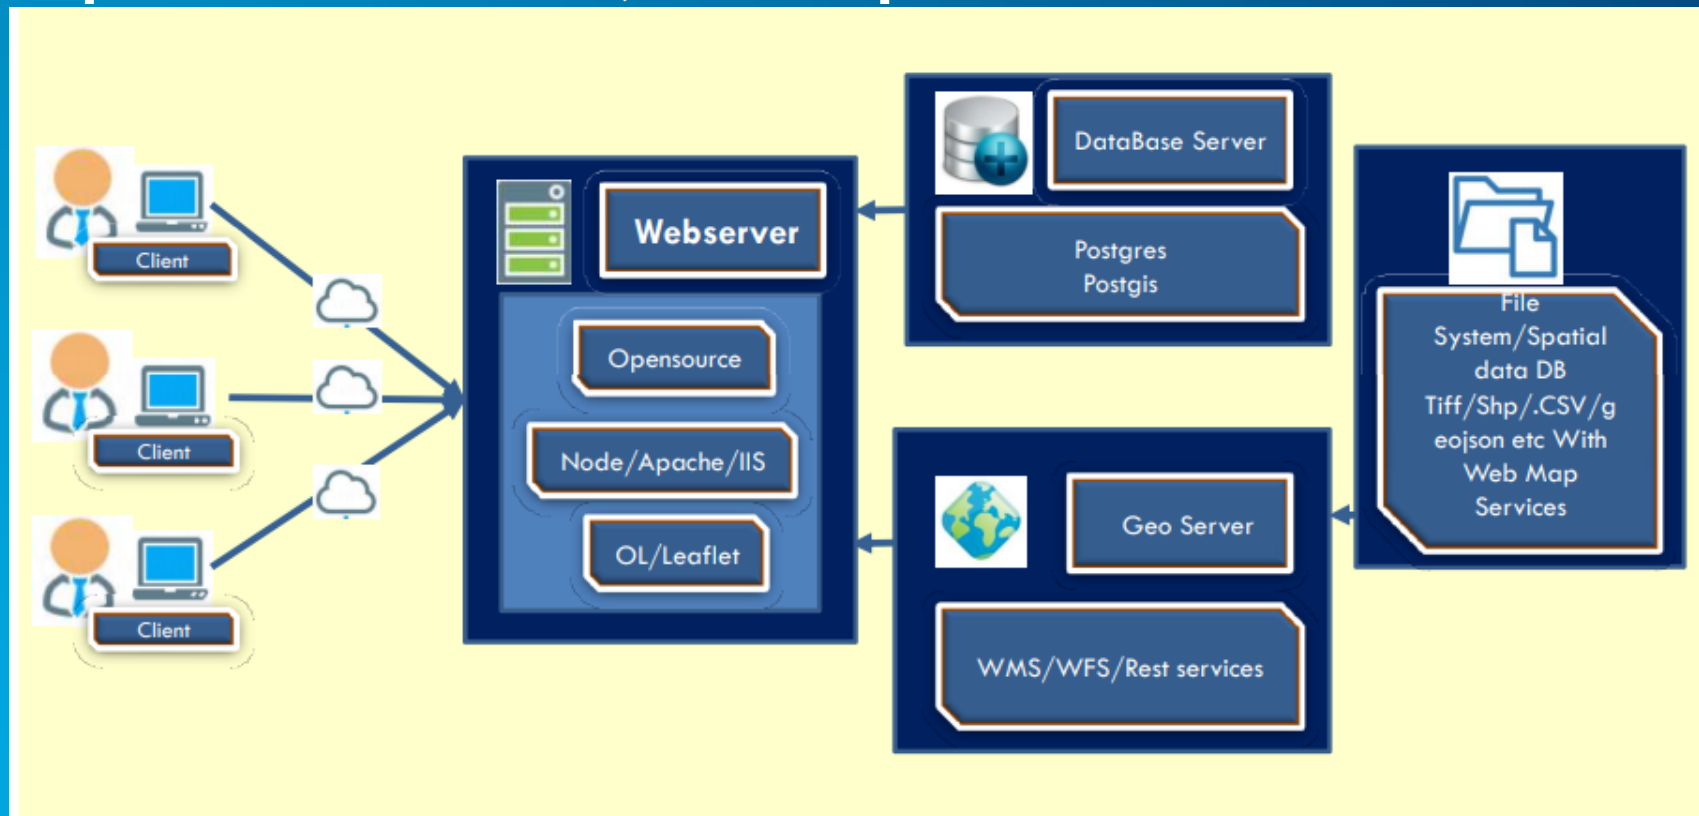 Client
Client
Client
Webserver
Opensource
Node/Apache/IIS
OL/Leaflet
DataBase Server
Postgres
Postgis
Geo Server
WMS/WFS/Rest services
File
System/Spatial
data DB
Tiff/Shp/.CSV/g
eojson etc With
Web Map
Services